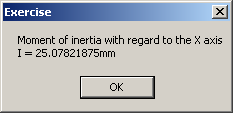 Exercise
Moment of inertia with regard to the X axis
I = 25.07821875mm
OK